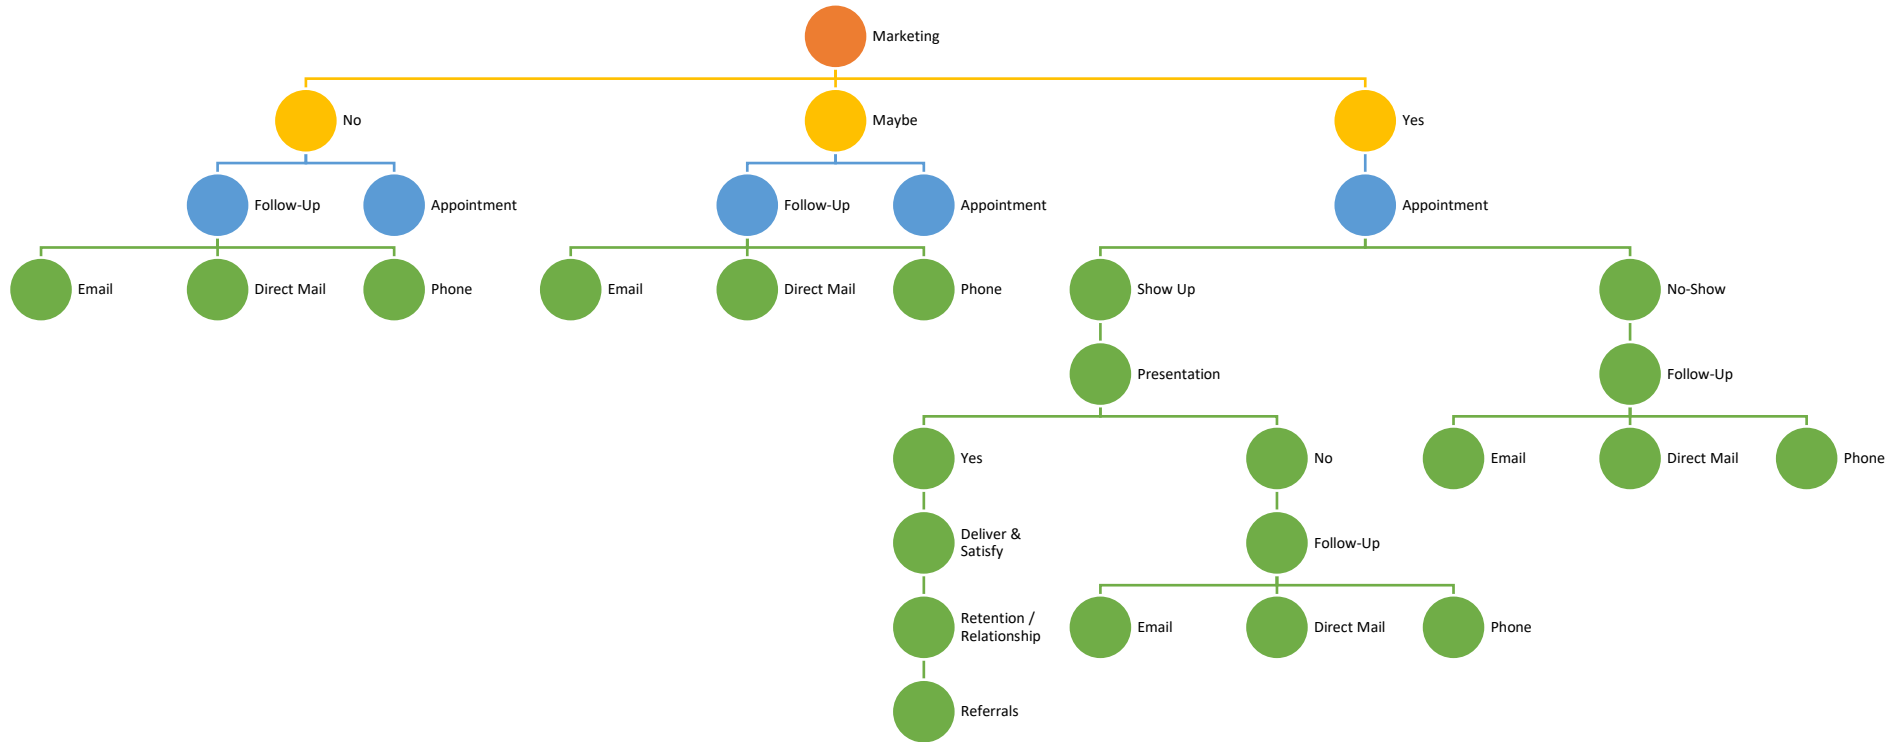 Marketing
No
Maybe
Yes
Follow-Up
Appointment
Follow-Up
Appointment
Appointment
Email
Direct Mail
Phone
Email
Direct Mail
Phone
Show Up
No-Show
Presentation
Follow-Up
Yes
No
Email
Direct Mail
Phone
Deliver &
Satisfy
Follow-Up
Retention /
Relationship
Email
Direct Mail
Phone
Referrals